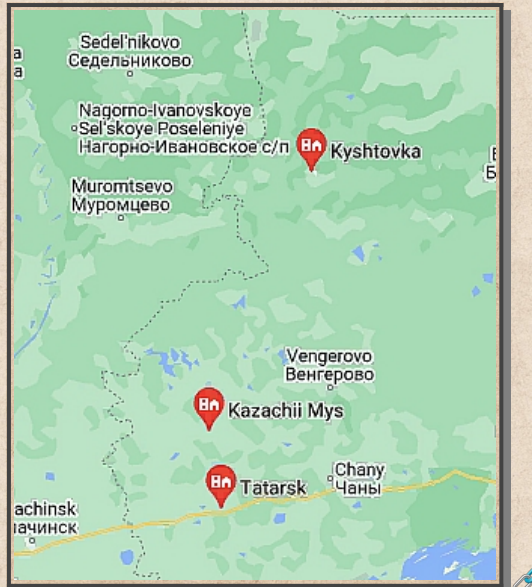 Sedel'nikovo
Седельниково
Nagorno-Ivanovskoye
Sel'skoye Poseleniye
Нагорно-Ивановское с/п
Kyshtovka
Muromtsevo
Муромцево
Vengerovo
Венгерово
Kazachii Mys
Chany
Чаны
Tatarsk
achinsk
ачинск